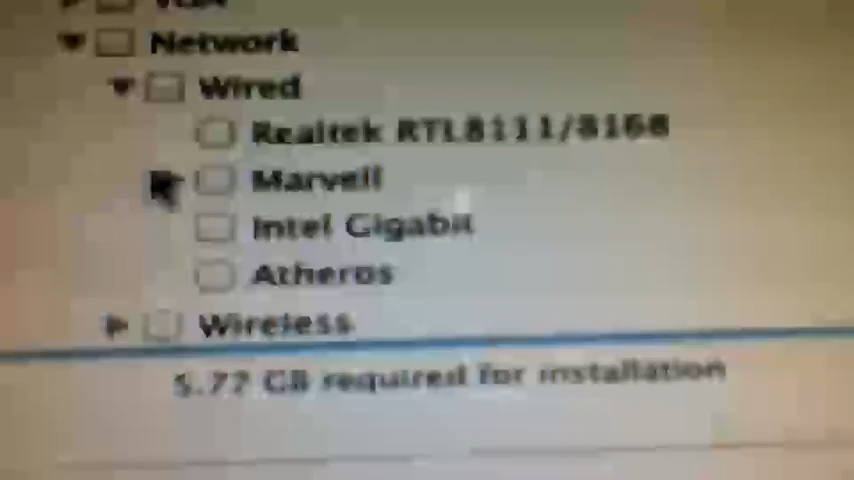 Network
Wired
Realtek RTL8111/8168
Marvell
Intel Gigabit
Atheros
Wireless
5.77 GB required for installation